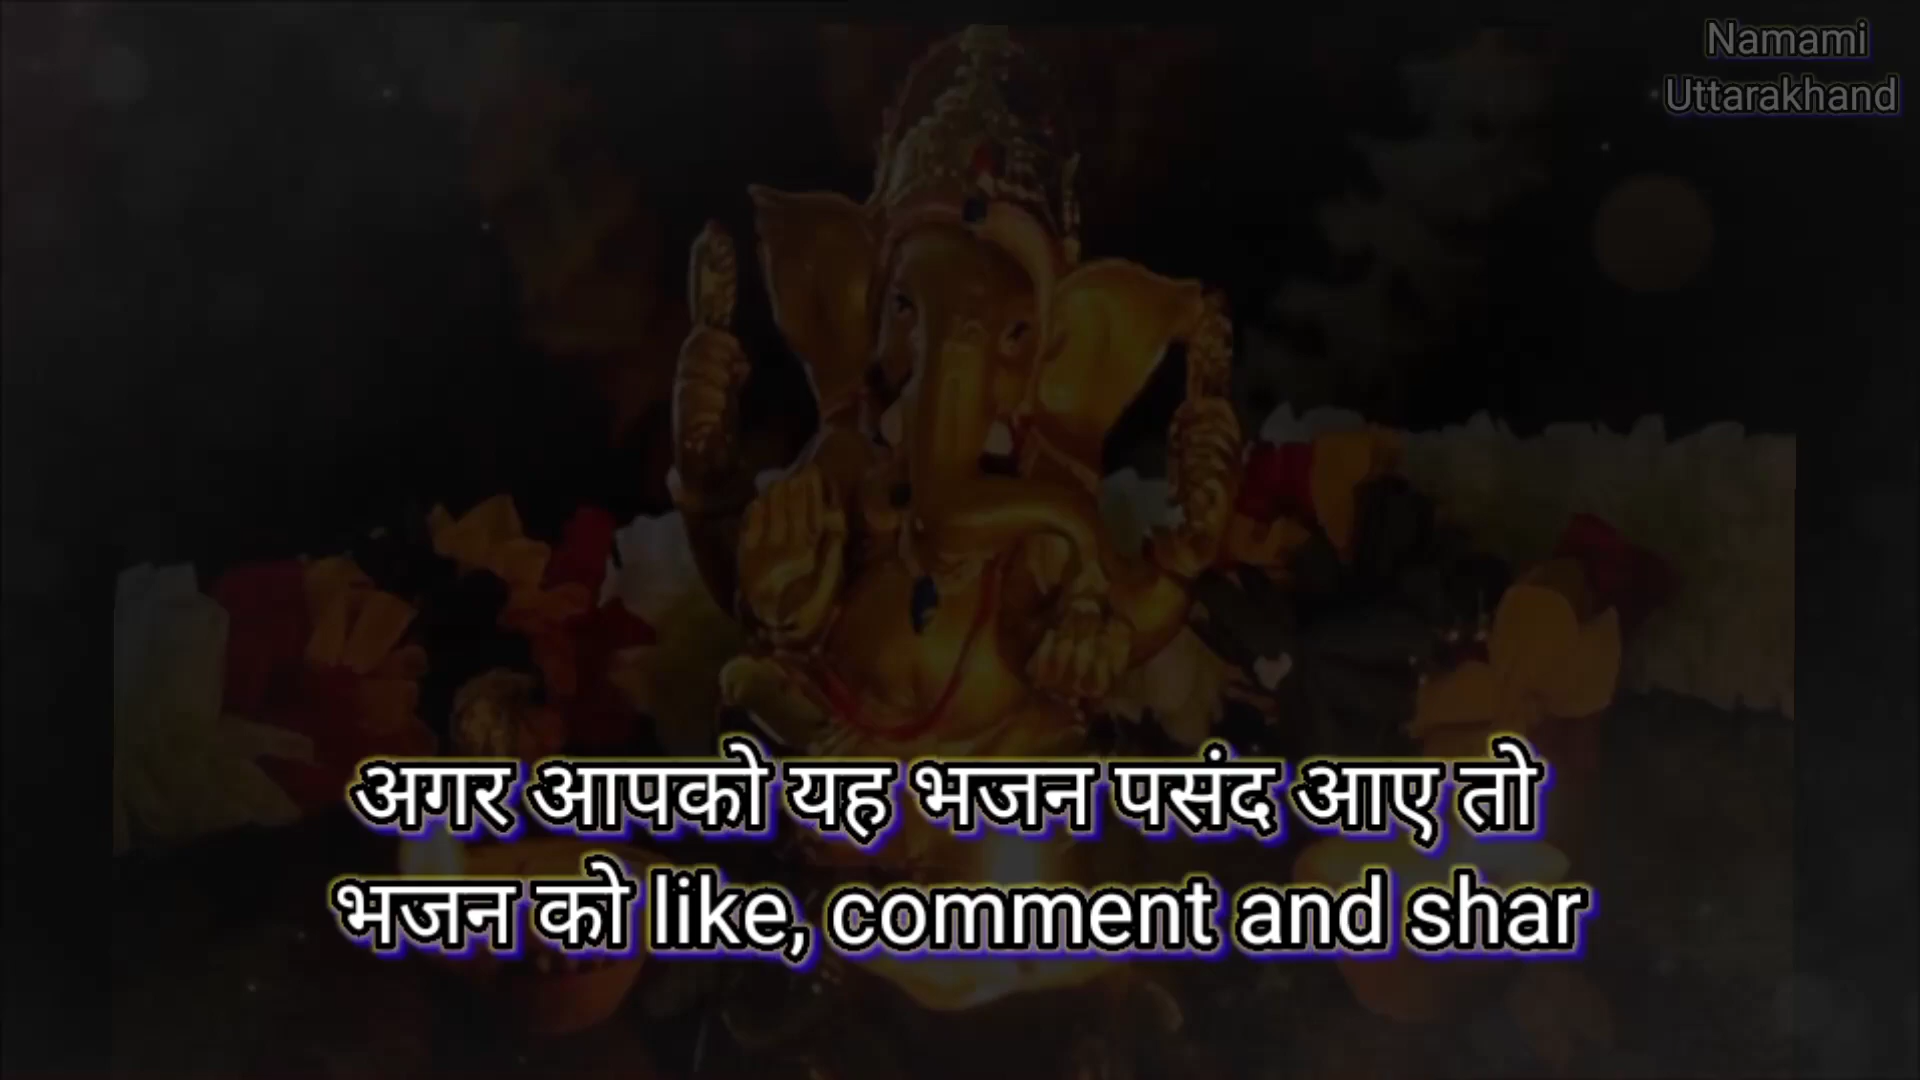 Namami
Uttarakhand
अगर आपको यह भजन पसंद आए तो
भजन को like, comment and shar